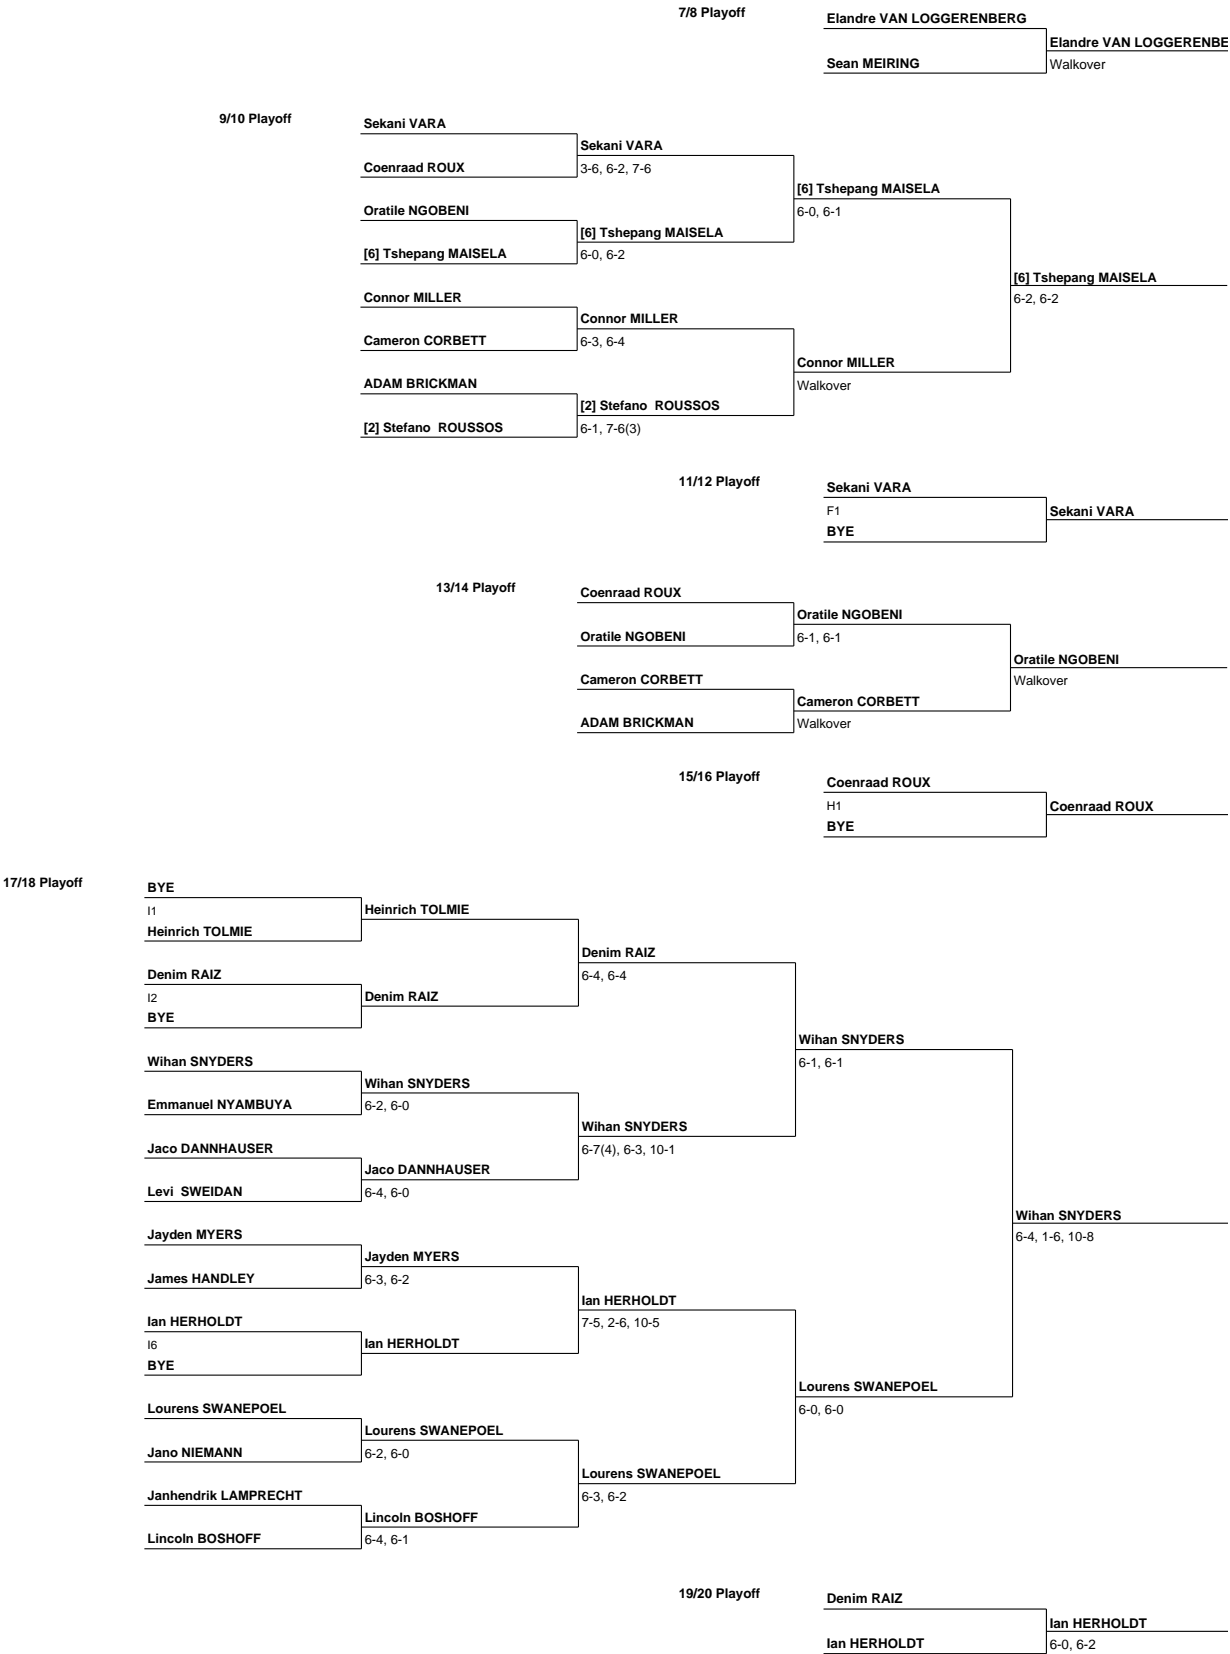 7/8 Playoff
Elandre VAN LOGGERENBERG
Elandre VAN LOGGERENBE
Sean MEIRING
Walkover
9/10 Playoff
Sekani VARA
Sekani VARA
Coenraad ROUX
3-6, 6-2, 7-6
[6] Tshepang MAISELA
Oratile NGOBENI
6-0, 6-1
[6] Tshepang MAISELA
[6] Tshepang MAISELA
6-0, 6-2
[6] Tshepang MAISELA
Connor MILLER
6-2, 6-2
Connor MILLER
Cameron CORBETT
6-3, 6-4
Connor MILLER
ADAM BRICKMAN
Walkover
[2] Stefano  ROUSSOS
[2] Stefano  ROUSSOS
6-1, 7-6(3)
11/12 Playoff
Sekani VARA
F1
Sekani VARA
BYE
13/14 Playoff
Coenraad ROUX
Oratile NGOBENI
Oratile NGOBENI
6-1, 6-1
Oratile NGOBENI
Cameron CORBETT
Walkover
Cameron CORBETT
ADAM BRICKMAN
Walkover
15/16 Playoff
Coenraad ROUX
H1
Coenraad ROUX
BYE
17/18 Playoff
BYE
I1
Heinrich TOLMIE
Heinrich TOLMIE
Denim RAIZ
Denim RAIZ
6-4, 6-4
I2
Denim RAIZ
BYE
Wihan SNYDERS
Wihan SNYDERS
6-1, 6-1
Wihan SNYDERS
Emmanuel NYAMBUYA
6-2, 6-0
Wihan SNYDERS
Jaco DANNHAUSER
6-7(4), 6-3, 10-1
Jaco DANNHAUSER
Levi  SWEIDAN
6-4, 6-0
Wihan SNYDERS
Jayden MYERS
6-4, 1-6, 10-8
Jayden MYERS
James HANDLEY
6-3, 6-2
Ian HERHOLDT
Ian HERHOLDT
7-5, 2-6, 10-5
I6
Ian HERHOLDT
BYE
Lourens SWANEPOEL
Lourens SWANEPOEL
6-0, 6-0
Lourens SWANEPOEL
Jano NIEMANN
6-2, 6-0
Lourens SWANEPOEL
Janhendrik LAMPRECHT
6-3, 6-2
Lincoln BOSHOFF
Lincoln BOSHOFF
6-4, 6-1
19/20 Playoff
Denim RAIZ
Ian HERHOLDT
Ian HERHOLDT
6-0, 6-2